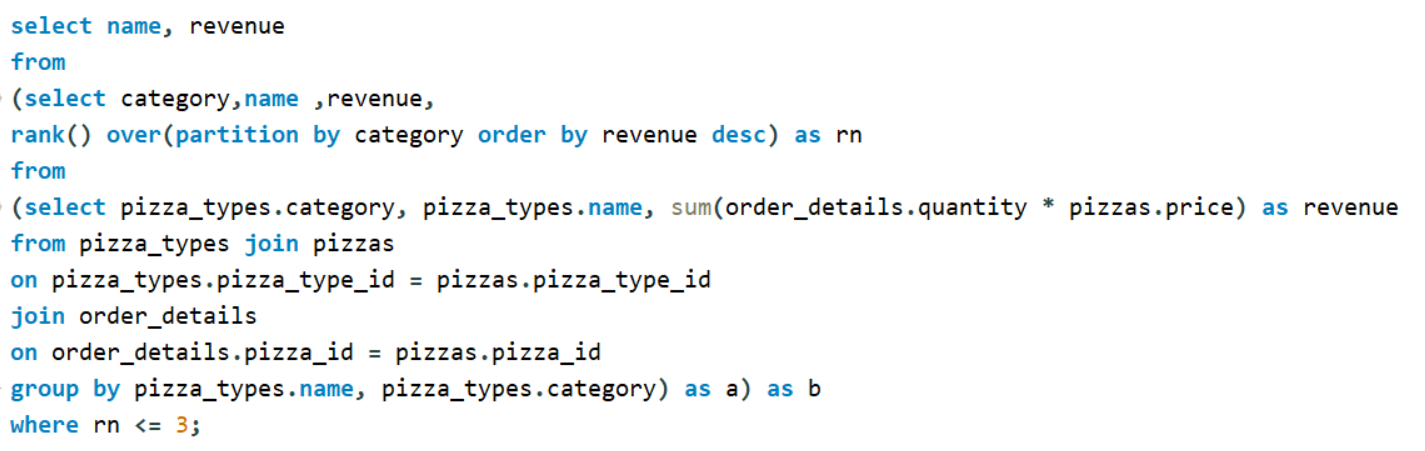 select name, revenue
from
(select category,name ,revenue,
rank() over(partition by category order by revenue desc) as rn
from
(select pizza_types.category, pizza_types.name, sum(order_details.quantity * pizzas.price) as revenue
from pizza_types join pizzas
on pizza_types.pizza_type_id = pizzas.pizza_type_id
join order_details
on order_details.pizza_id = pizzas.pizza_id
group by pizza_types.name, pizza_types.category) as a) as b
where rn <= 3;